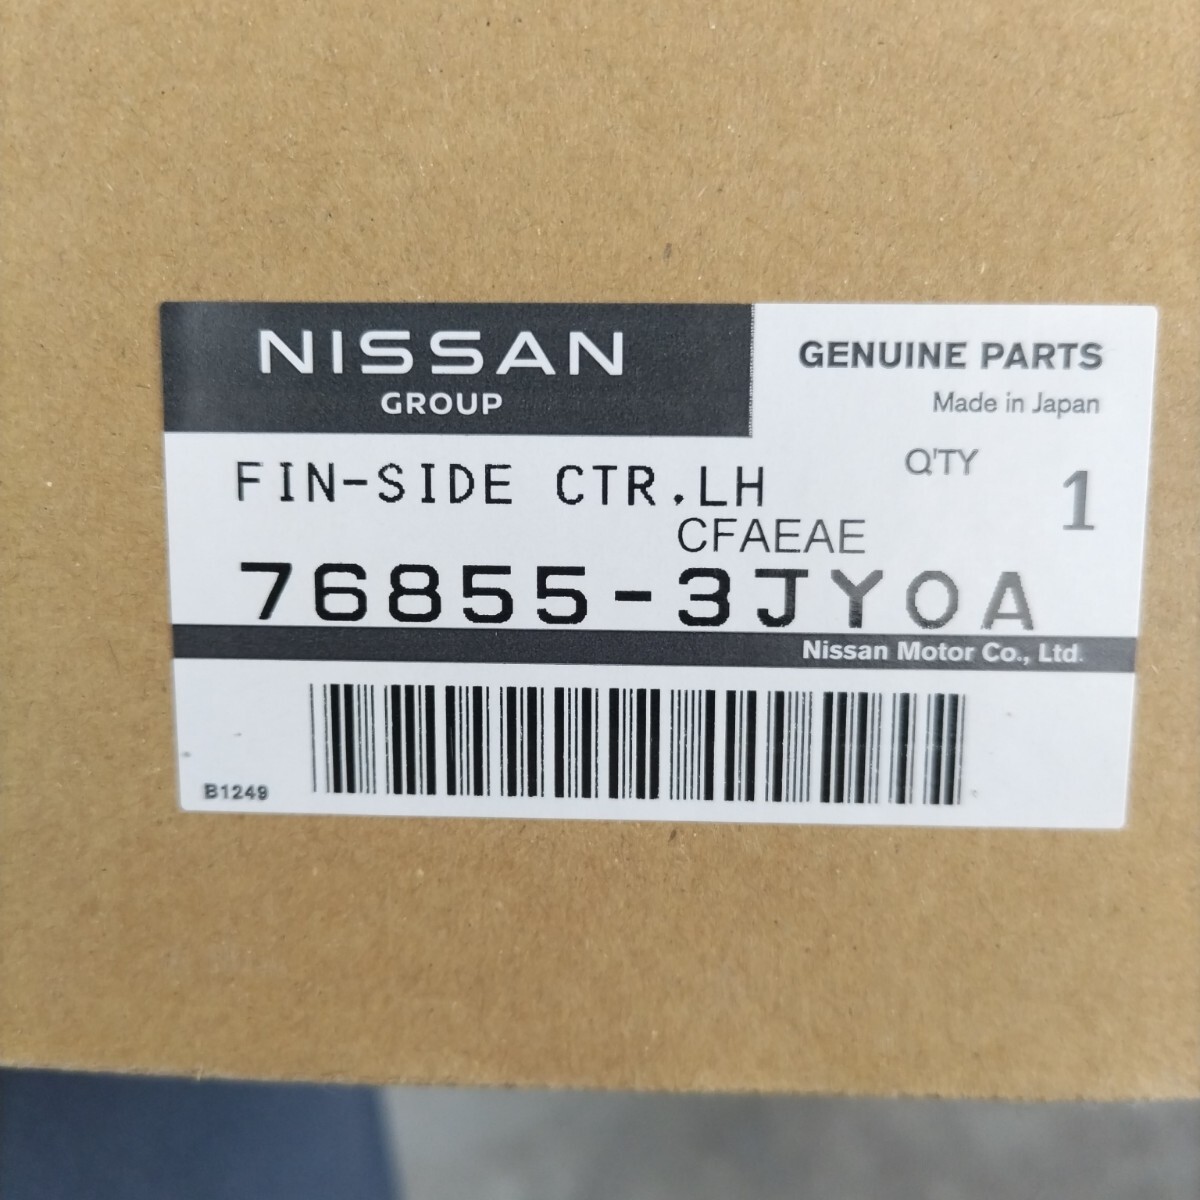 NISSAN
GROUP
GENUINE PARTS
Made in Japan
FIN-SIDE CTR,LH
Q'TY 1
CFAEAE
76855-3JY0A
Nissan Motor Co., Ltd.
B1249